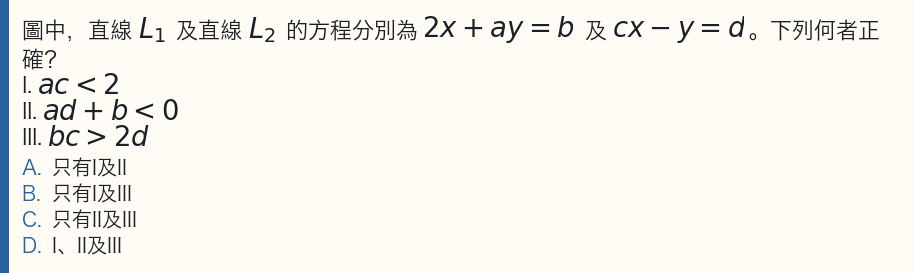 圖中，直線 L₁ 及直線 L₂ 的方程分別為 2x + ay = b 及 cx − y = d。下列何者正
確?
I. ac < 2
II. ad + b < 0
III. bc > 2d
A. 只有I及II
B. 只有I及III
C. 只有II及III
D. I、II及III